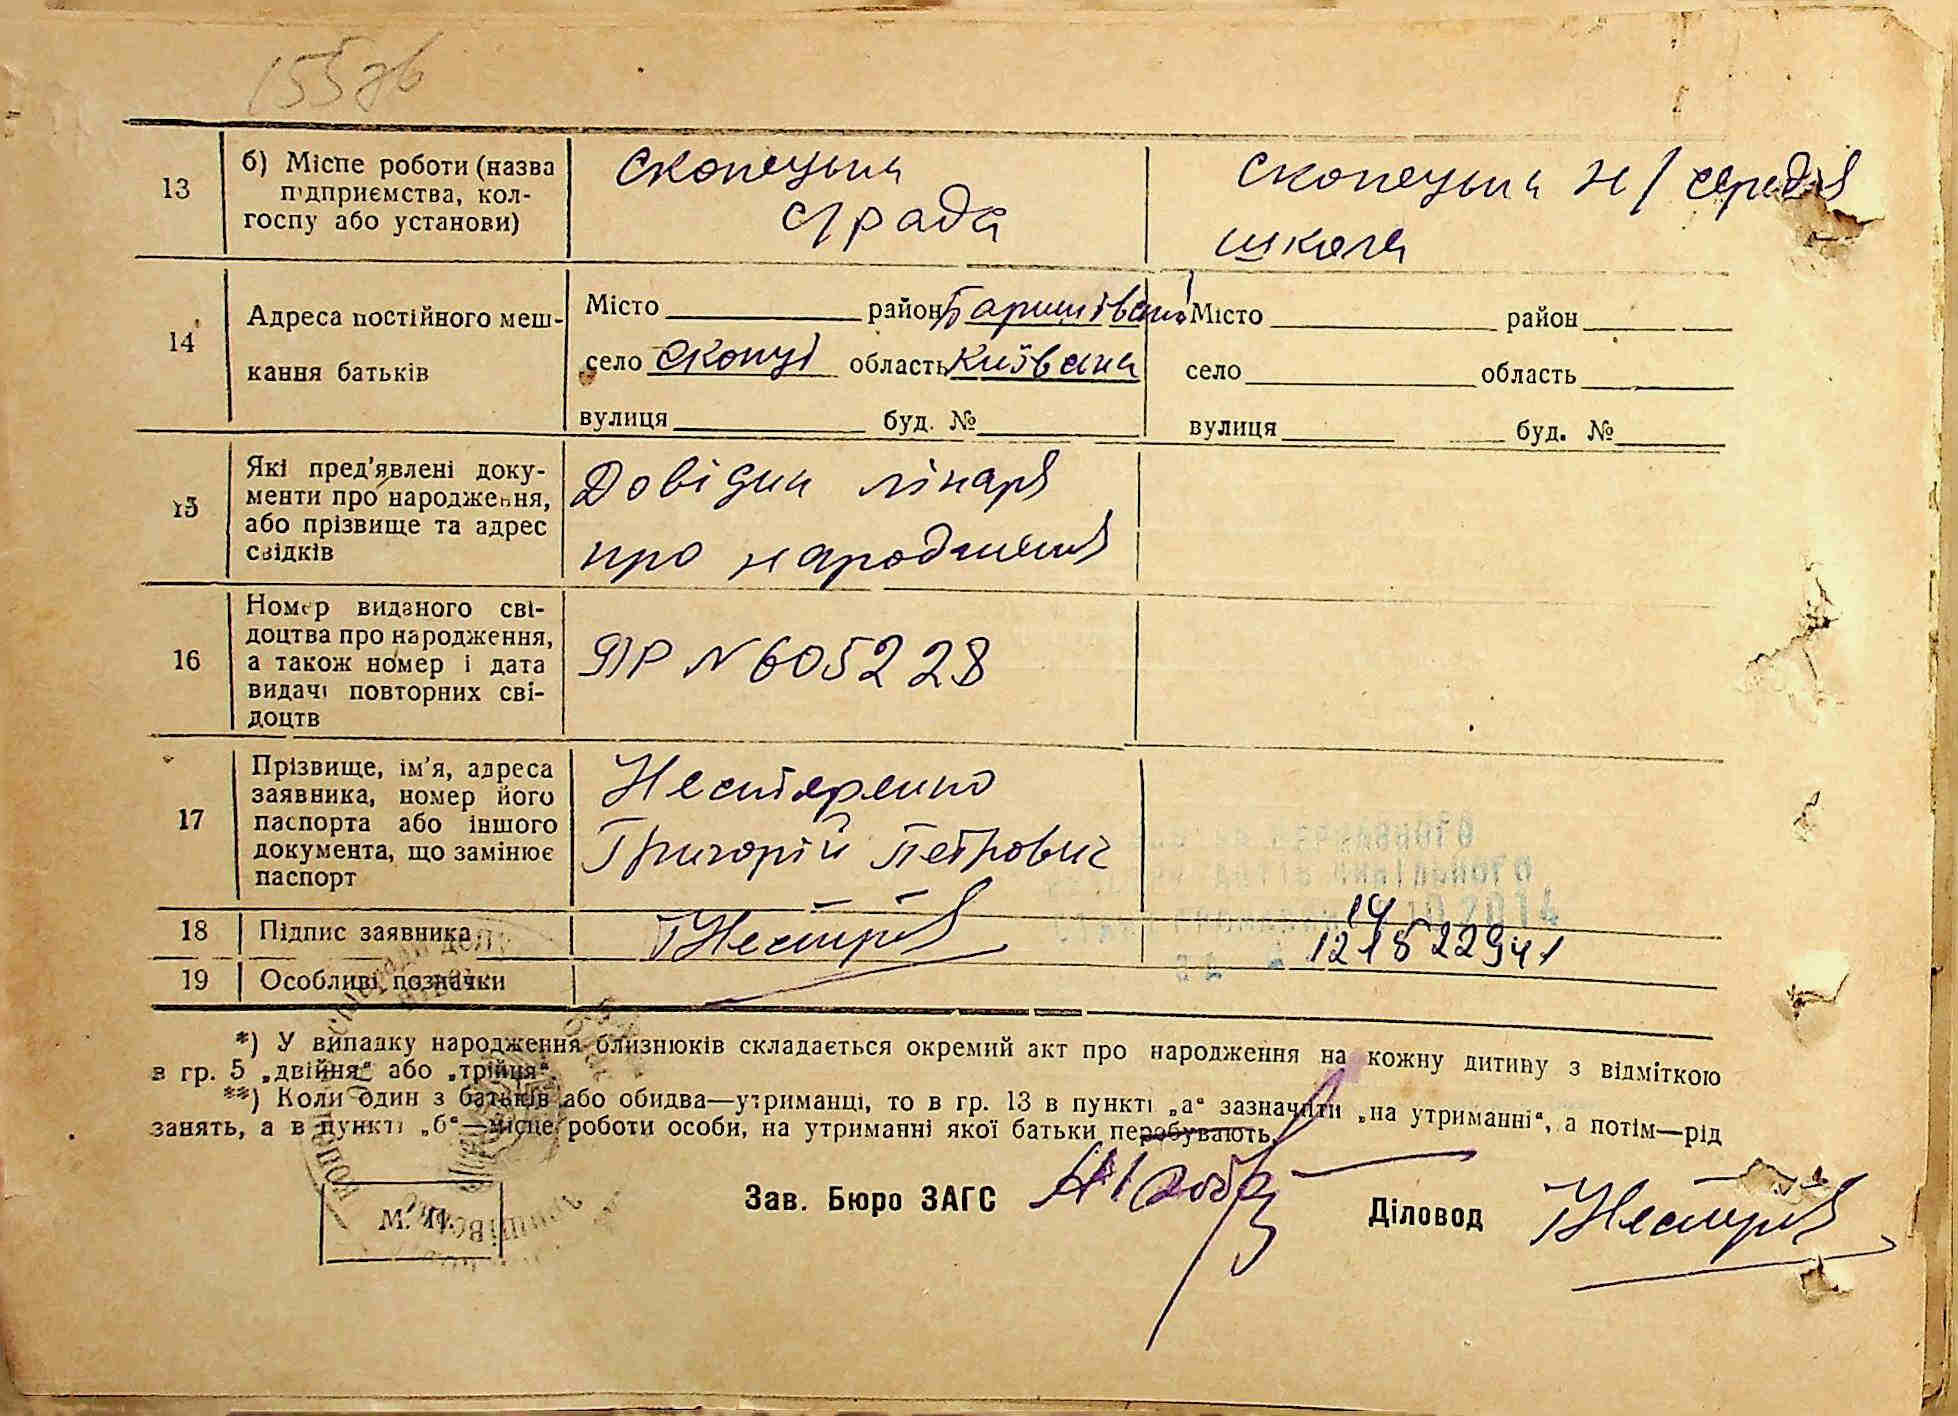 155зв
13
б) Місце роботи (назва
підприємства, кол-
госпу або установи)
Скопецька
с/рада
Скопецька н/середня
школа
14
Адреса постійного меш-
кання батьків
Місто район Баришівськ.
село Скопці область Київська
вулиця буд. №
Місто район
село область
вулиця буд. №
15
Які пред'явлені доку-
менти про народження,
або прізвище та адрес
свідків
Довідка лікаря
про народження
16
Номер виданого сві-
доцтва про народження,
а також номер і дата
видачі повторних сві-
доцтв
ЯР N 605228
17
Прізвище, ім'я, адреса
заявника, номер його
паспорта або іншого
документа, що замінює
паспорт
Нестеренко
Григорій Петрович
18
Підпис заявника
10 2014
14
19
Особливі позначки
*) У випадку народження близнюків складається окремий акт про народження на кожну дитину з відміткою
в гр. 5 „двійня“ або „трійця“.
**) Коли один з батьків або обидва—утриманці, то в гр. 13 в пункті „а“ зазначити „на утриманні“, а потім—рід
занять, а в пункті „б“—місце роботи особи, на утриманні якої батьки перебувають.
М. П.
Зав. Бюро ЗАГС
Діловод